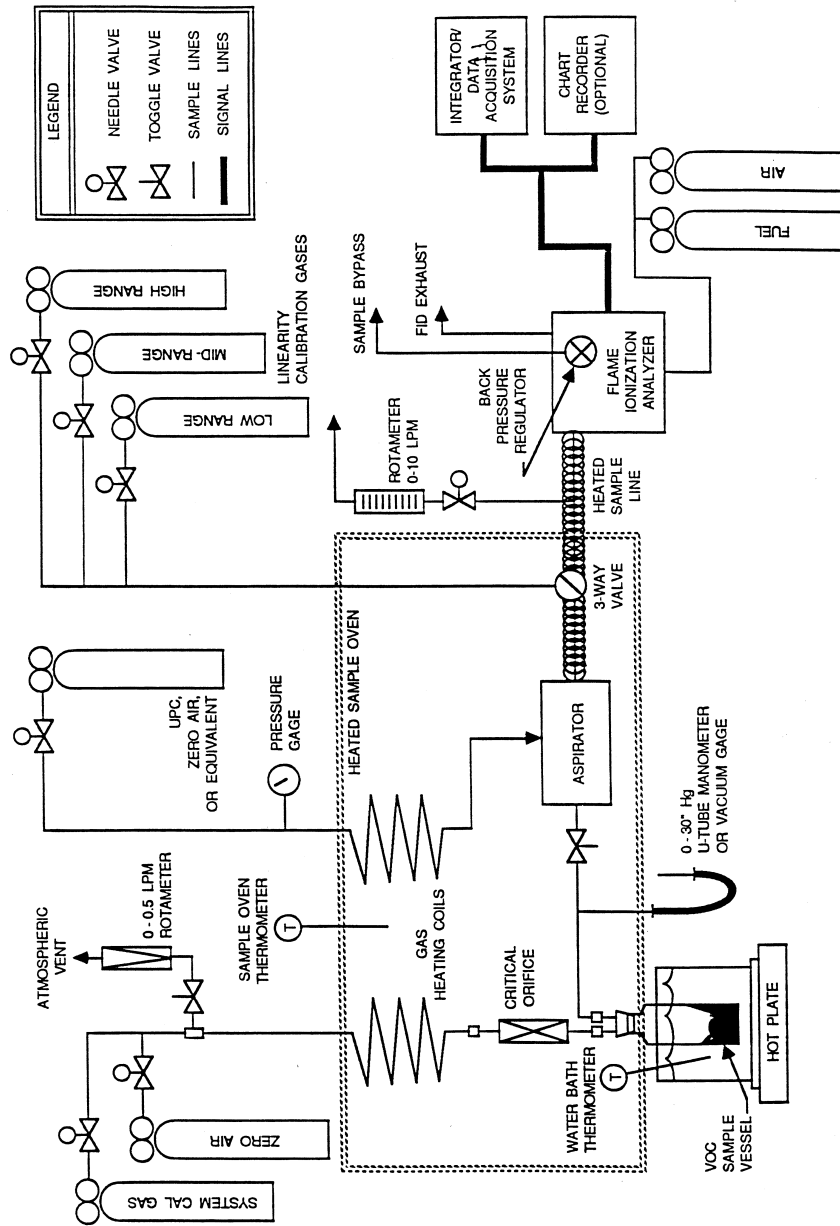 LEGEND
NEEDLE VALVE
TOGGLE VALVE
SAMPLE LINES
SIGNAL LINES
SYSTEM CAL GAS
ZERO AIR
ATMOSPHERIC
VENT
0 - 0.5 LPM
ROTAMETER
SAMPLE OVEN
THERMOMETER
T
UPC,
ZERO AIR,
OR EQUIVALENT
PRESSURE
GAGE
LOW RANGE
MID- RANGE
HIGH RANGE
LINEARITY
CALIBRATION GASES
HEATED SAMPLE OVEN
GAS
HEATING COILS
CRITICAL
ORIFICE
WATER BATH
THERMOMETER
T
VOC
SAMPLE
VESSEL
HOT PLATE
0 - 30" Hg
U-TUBE MANOMETER
OR VACUUM GAGE
ASPIRATOR
3-WAY
VALVE
HEATED
SAMPLE
LINE
ROTAMETER
0-10 LPM
BACK
PRESSURE
REGULATOR
SAMPLE BYPASS
FID EXHAUST
FLAME
IONIZATION
ANALYZER
INTEGRATOR/
DATA
ACQUISITION
SYSTEM
CHART
RECORDER
(OPTIONAL)
FUEL
AIR